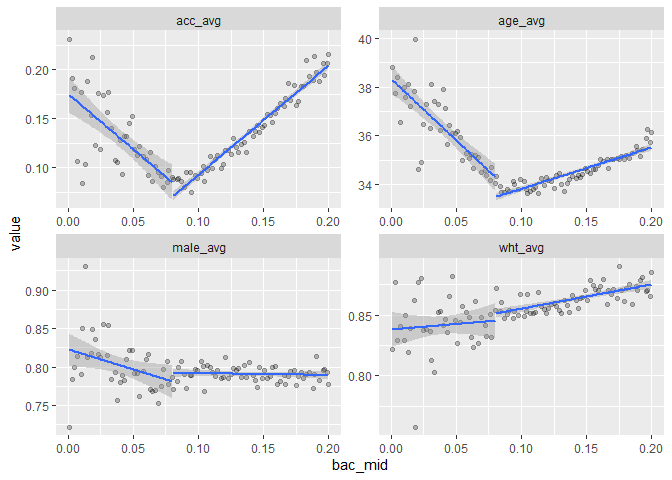 acc_avg
age_avg
0.20
0.15
0.10
40
38
36
34
0.00 0.05 0.10 0.15 0.20
0.00 0.05 0.10 0.15 0.20
value
male_avg
wht_avg
0.90
0.85
0.80
0.75
0.85
0.80
0.00 0.05 0.10 0.15 0.20
0.00 0.05 0.10 0.15 0.20
bac_mid